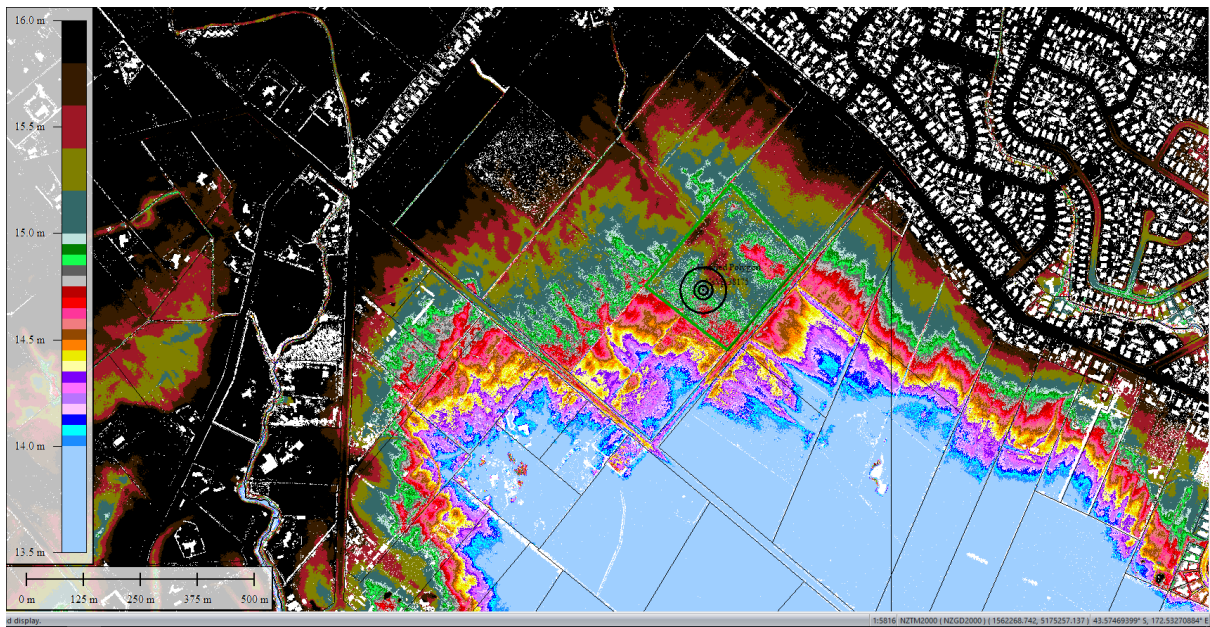 16.0 m
15.5 m
15.0 m
14.5 m
14.0 m
13.5 m
0 m 125 m 250 m 375 m 500 m
d display.
1:5816 NZTM2000 ( NZGD2000 ) ( 1562268.742, 5175257.137 ) 43.57469399° S, 172.53270884° E